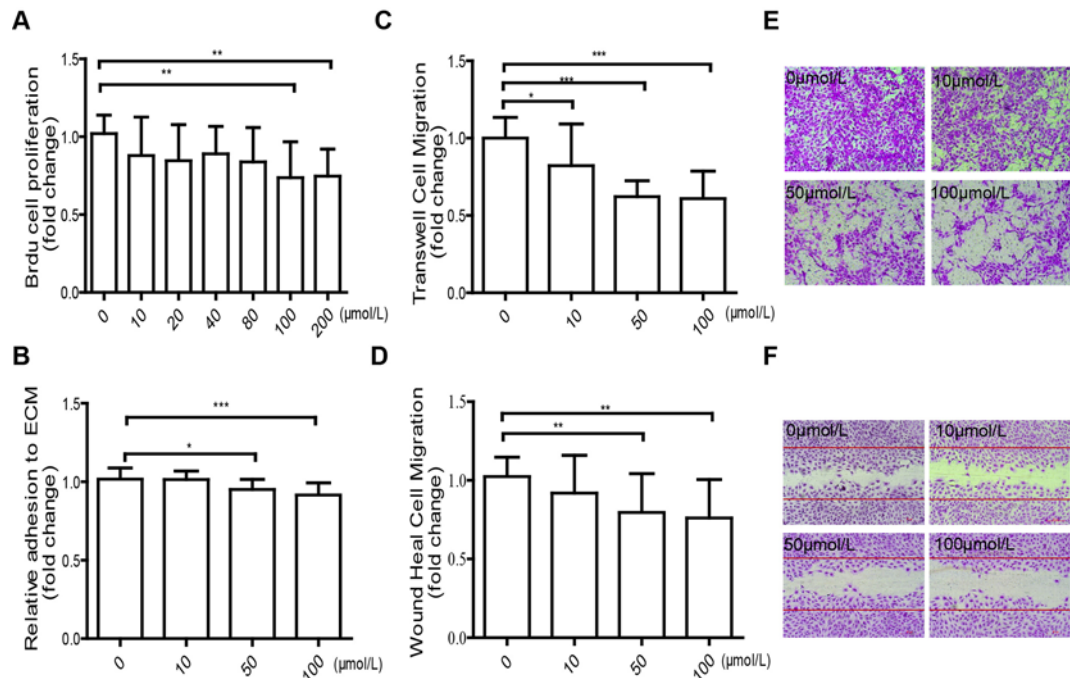 A
Brdu cell proliferation
(fold change)
1.5
1.0
0.5
0.0
**
**
0
10
20
40
80
100
200
(μmol/L)
B
Relative adhesion to ECM
(fold change)
1.5
1.0
0.5
0.0
***
*
0
10
50
100
(μmol/L)
C
Transwell Cell Migration
(fold change)
1.5
1.0
0.5
0.0
***
***
*
0
10
50
100
(μmol/L)
D
Wound Heal Cell Migration
(fold change)
1.5
1.0
0.5
0.0
**
**
0
10
50
100
(μmol/L)
E
0μmol/L
10μmol/L
50μmol/L
100μmol/L
F
0μmol/L
10μmol/L
50μmol/L
100μmol/L